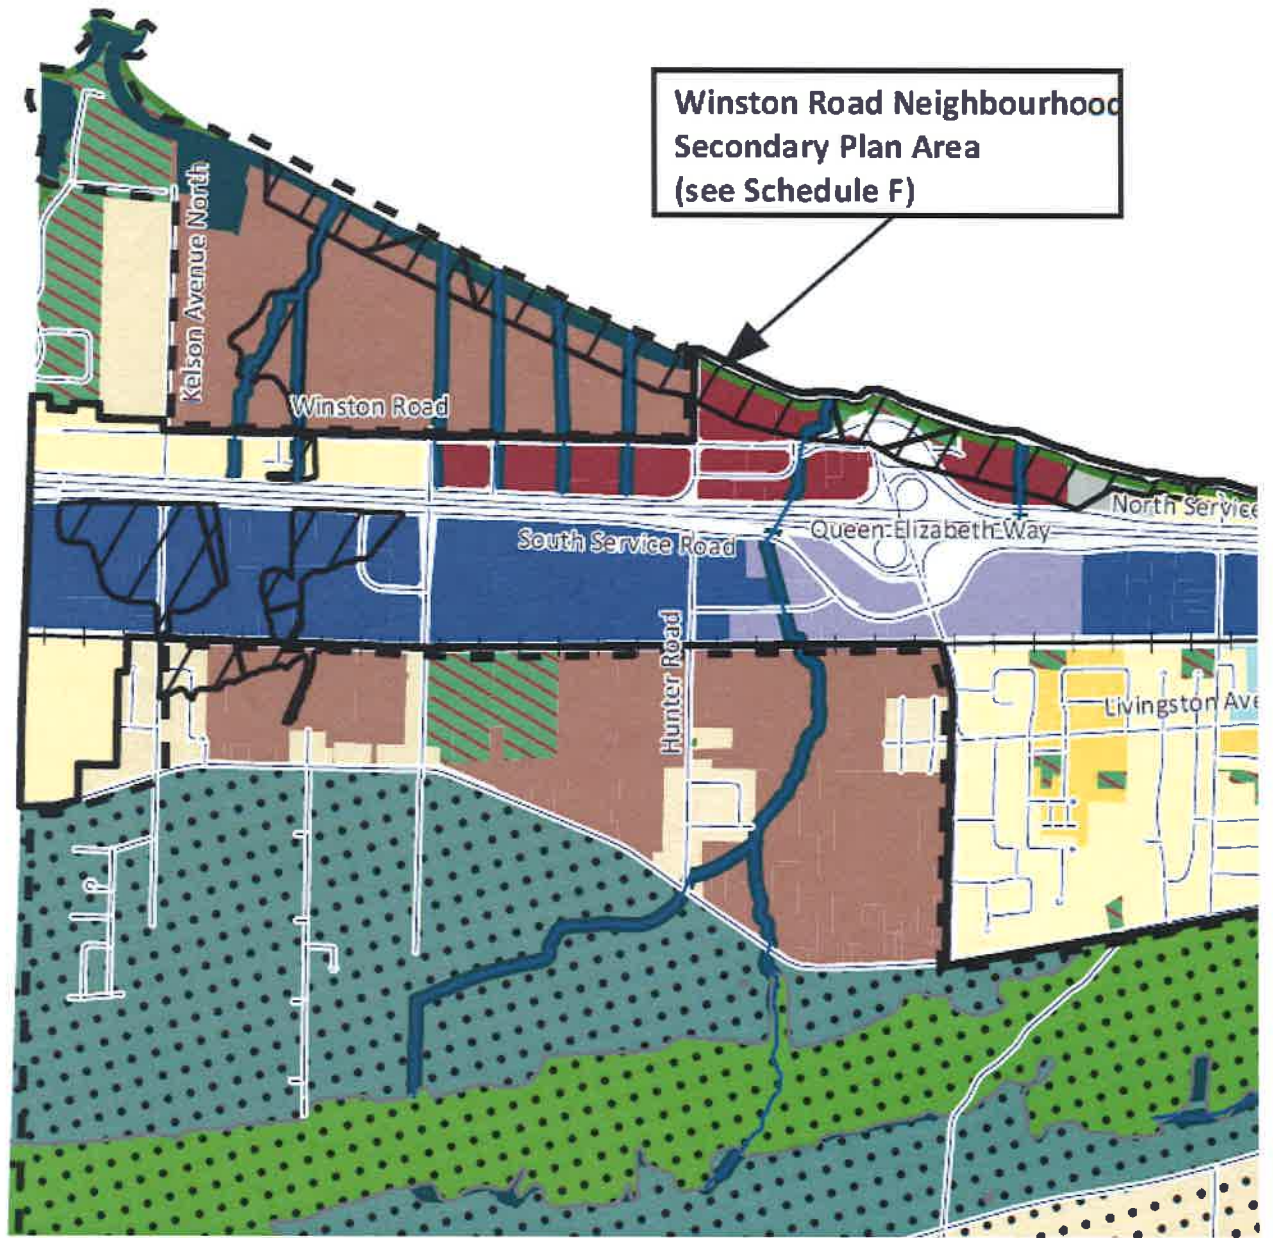 Winston Road Neighbourhood
Secondary Plan Area
(see Schedule F)
Kelson Avenue North
Winston Road
North Service
Queen Elizabeth Way
South Service Road
Hunter Road
Livingston Ave